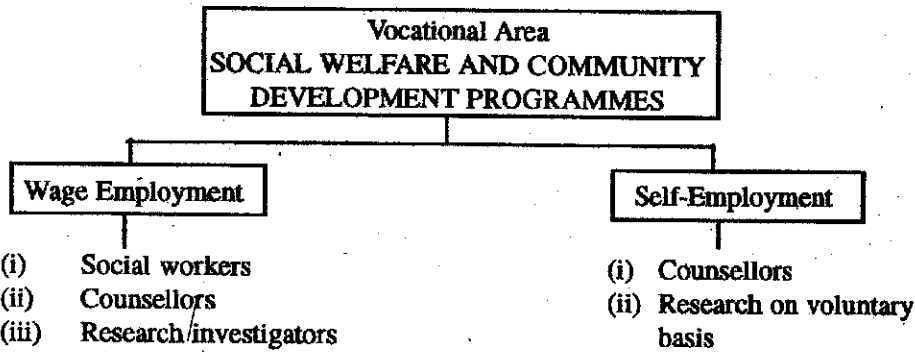 Vocational Area
SOCIAL WELFARE AND COMMUNITY
DEVELOPMENT PROGRAMMES
Wage Employment
(i) Social workers
(ii) Counsellors
(iii) Research investigators
Self-Employment
(i) Counsellors
(ii) Research on voluntary
basis